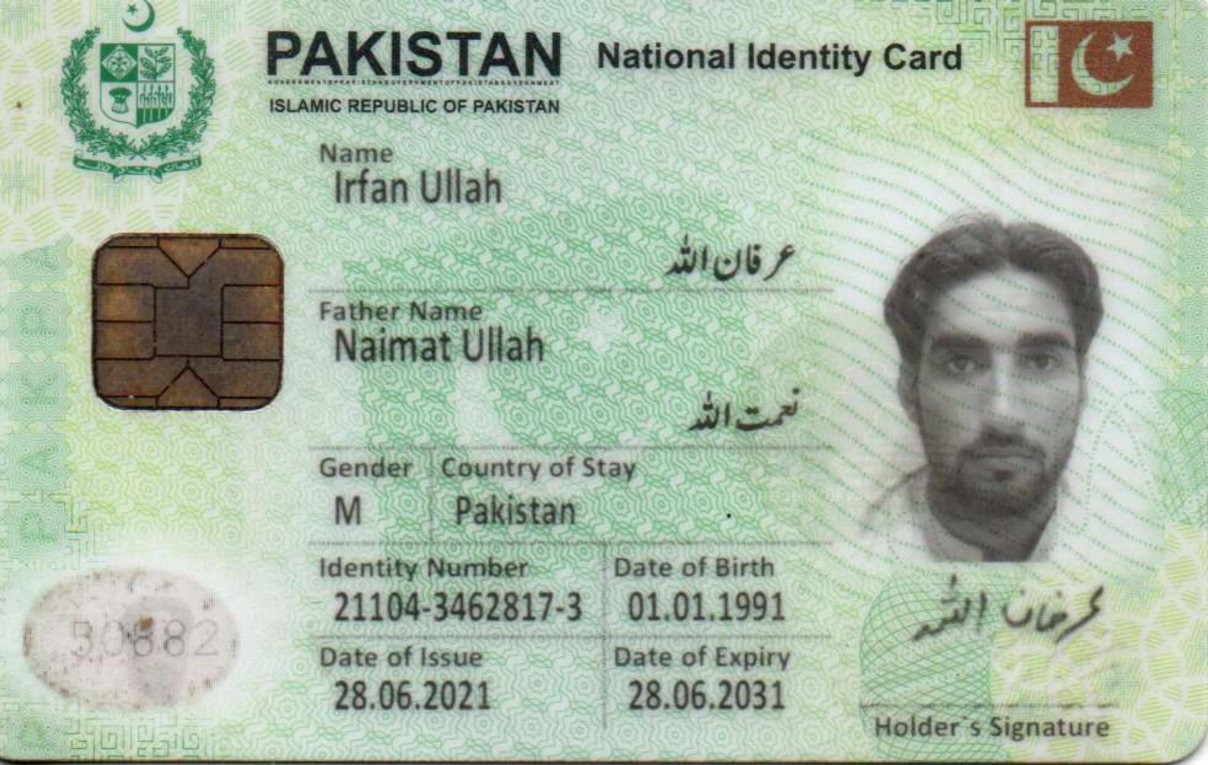 PAKISTAN National Identity Card
ISLAMIC REPUBLIC OF PAKISTAN
Name
Irfan Ullah
عرفان اللہ
Father Name
Naimat Ullah
نعمت اللہ
Gender Country of Stay
M Pakistan
Identity Number Date of Birth
21104-3462817-3 01.01.1991
Date of Issue Date of Expiry
28.06.2021 28.06.2031
50882
عرفان اللہ
Holder's Signature